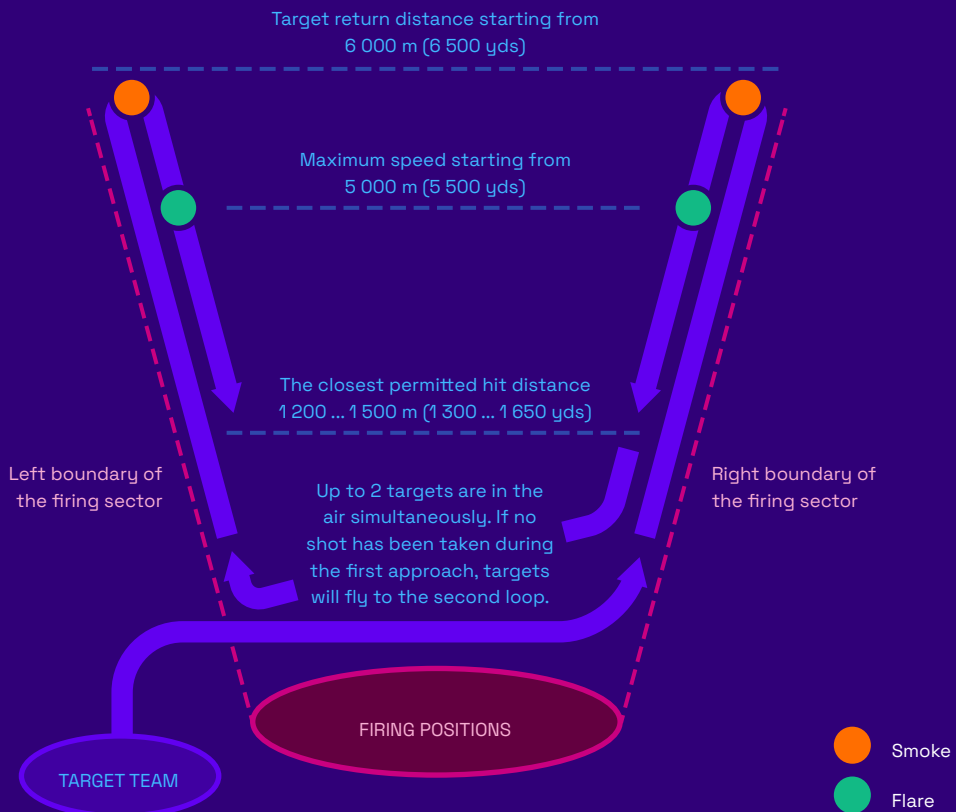 Target return distance starting from
6 000 m (6 500 yds)
Maximum speed starting from
5 000 m (5 500 yds)
The closest permitted hit distance
1 200 ... 1 500 m (1 300 ... 1 650 yds)
Left boundary of
the firing sector
Right boundary of
the firing sector
Up to 2 targets are in the
air simultaneously. If no
shot has been taken during
the first approach, targets
will fly to the second loop.
FIRING POSITIONS
TARGET TEAM
Smoke
Flare